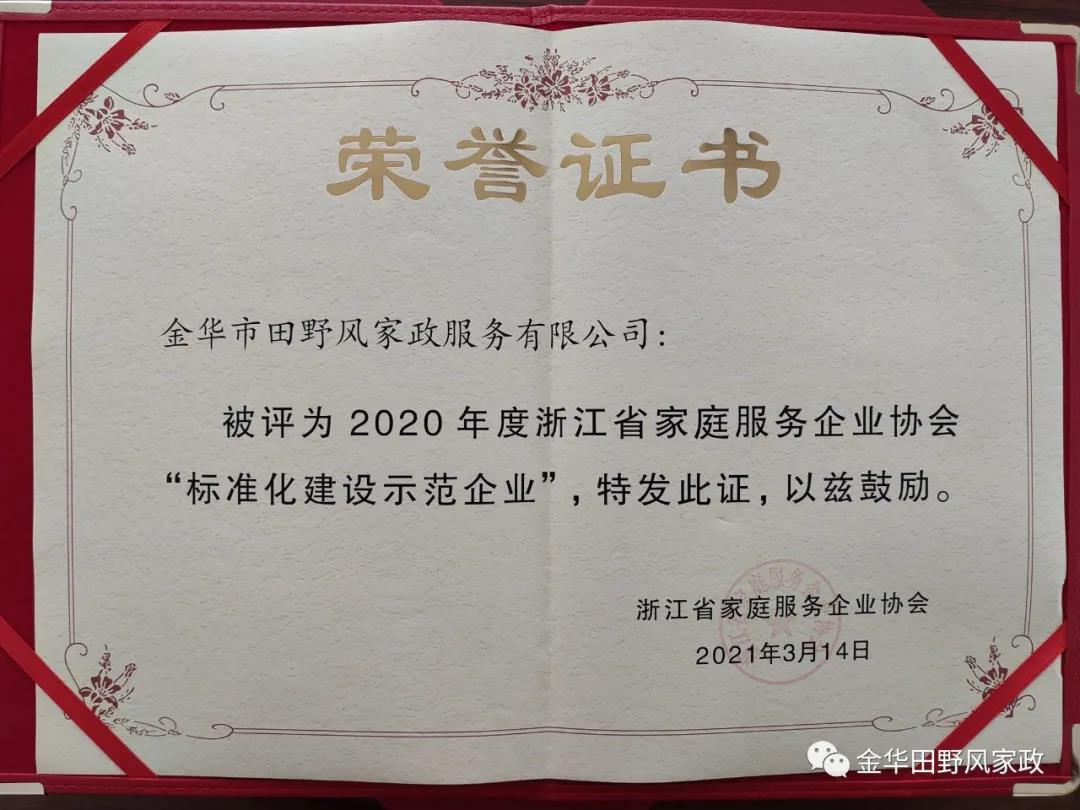 荣誉证书
金华市田野风家政服务有限公司：
被评为 2020 年度浙江省家庭服务企业协会
“标准化建设示范企业”，特发此证，以兹鼓励。
浙江省家庭服务企业协会
2021年3月14日
金华田野风家政